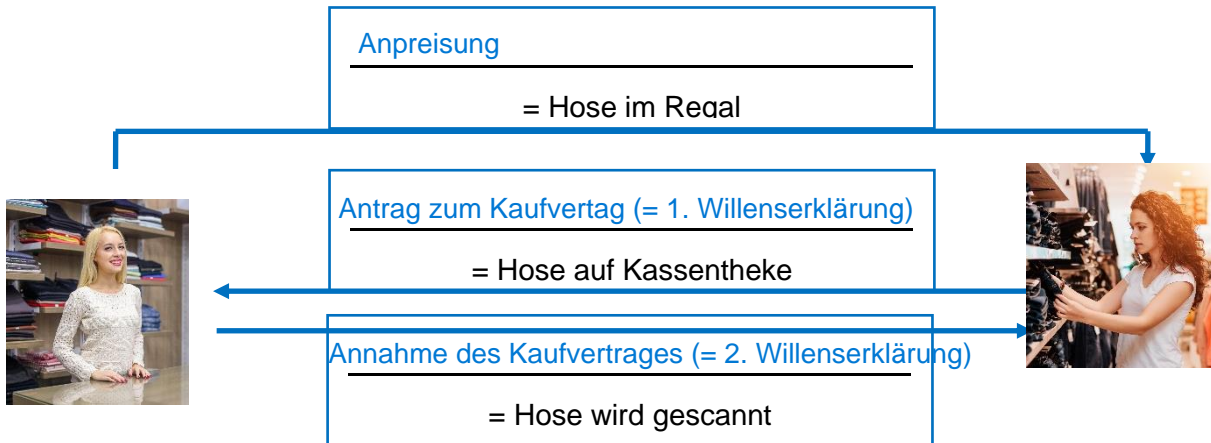 Anpreisung
= Hose im Regal
Antrag zum Kaufvertag (= 1. Willenserklärung)
= Hose auf Kassentheke
Annahme des Kaufvertrages (= 2. Willenserklärung)
= Hose wird gescannt